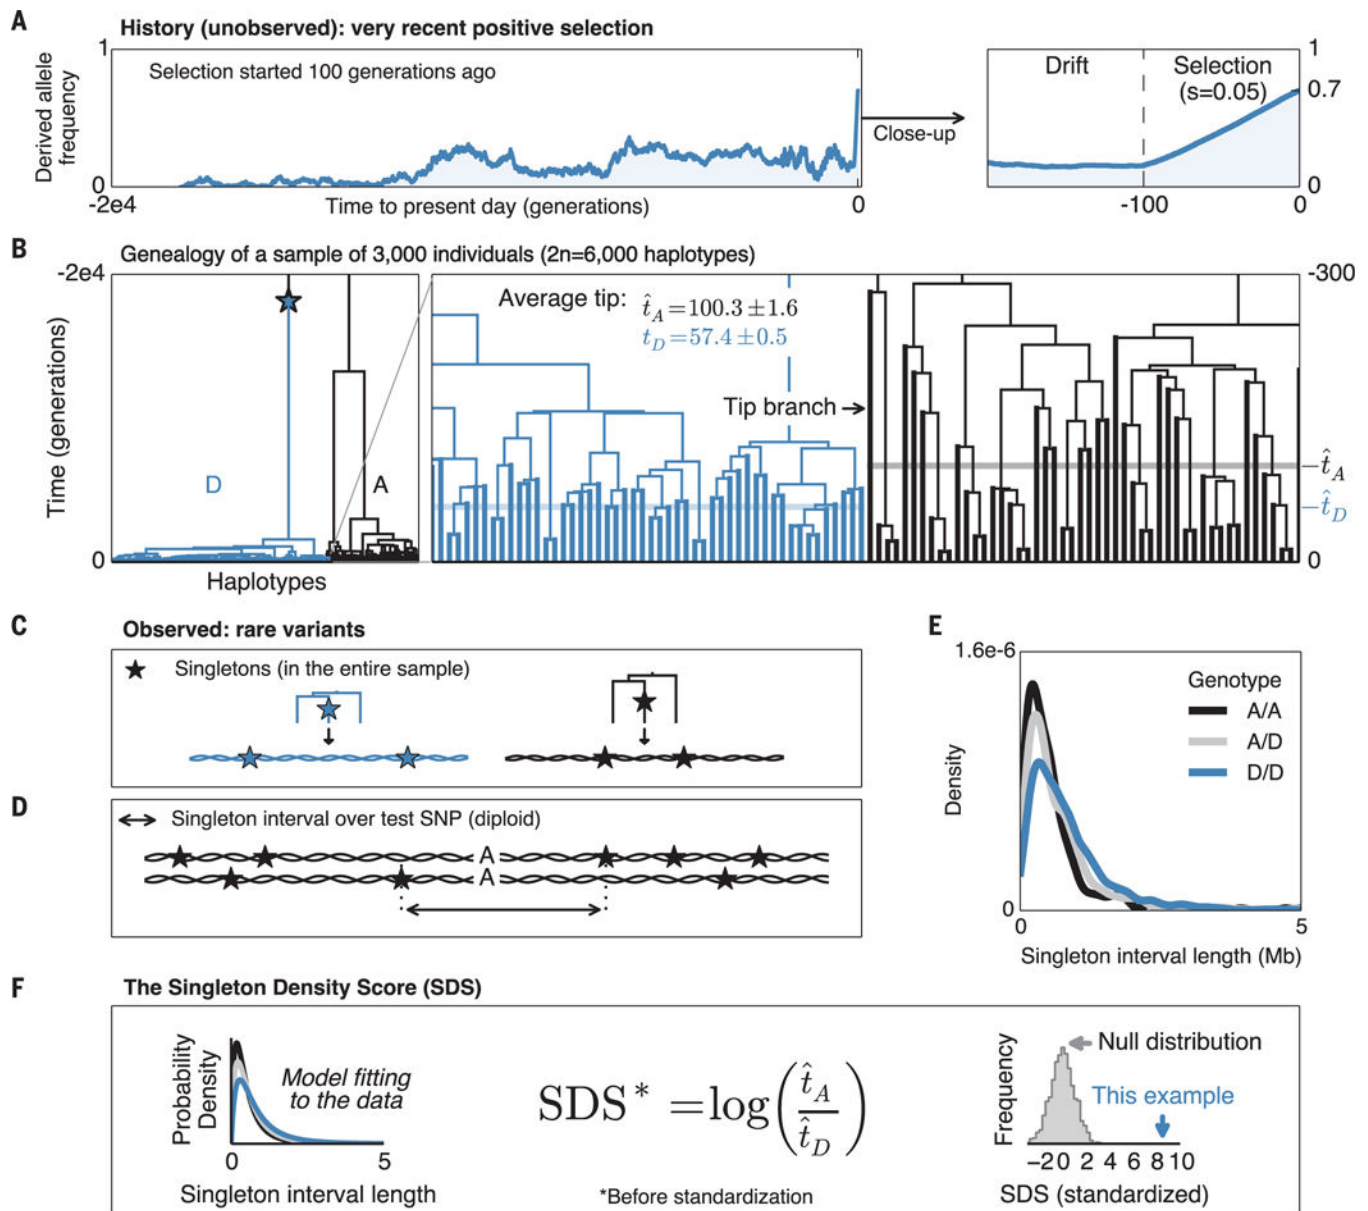 A
History (unobserved): very recent positive selection
Derived allele
frequency
1
0
Selection started 100 generations ago
-2e4
Time to present day (generations)
0
Close-up
Drift
Selection
(s=0.05)
1
0.7
0
-100
0
B
Genealogy of a sample of 3,000 individuals (2n=6,000 haplotypes)
Time (generations)
-2e4
0
D
A
Haplotypes
Average tip:
t̂_A=100.3±1.6
t_D=57.4±0.5
Tip branch
-300
t̂_A
t̂_D
0
C
Observed: rare variants
Singletons (in the entire sample)
D
Singleton interval over test SNP (diploid)
A
A
E
1.6e-6
Density
0
Genotype
A/A
A/D
D/D
0
5
Singleton interval length (Mb)
F
The Singleton Density Score (SDS)
Probability
Density
Model fitting
to the data
0
5
Singleton interval length
SDS* =log(t̂_A/t̂_D)
*Before standardization
Frequency
Null distribution
This example
-2 0 2 4 6 8 10
SDS (standardized)